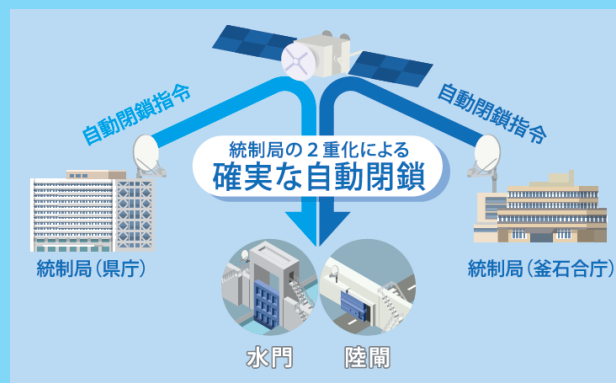 自動閉鎖指令
自動閉鎖指令
統制局の2重化による
確実な自動閉鎖
統制局(県庁)
統制局(釜石合庁)
水門
陸閘